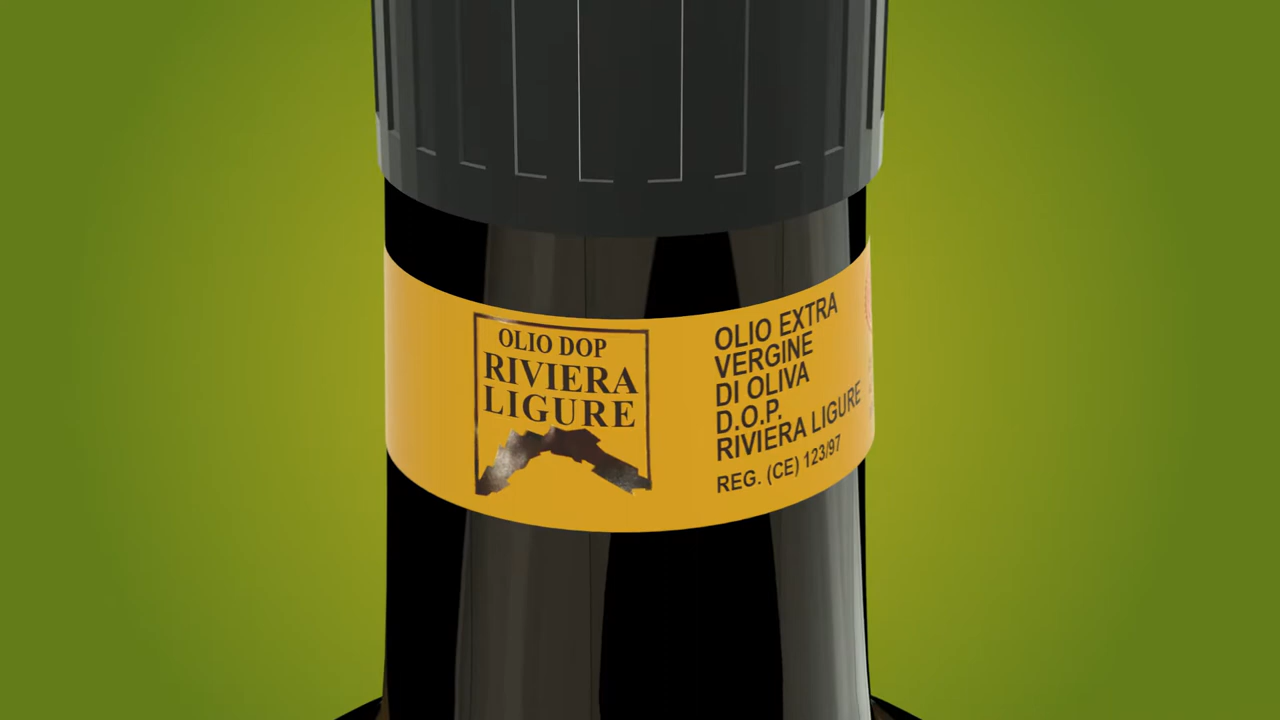 OLIO DOP
RIVIERA
LIGURE
OLIO EXTRA
VERGINE
DI OLIVA
D.O.P.
RIVIERA LIGURE
REG. (CE) 123/97